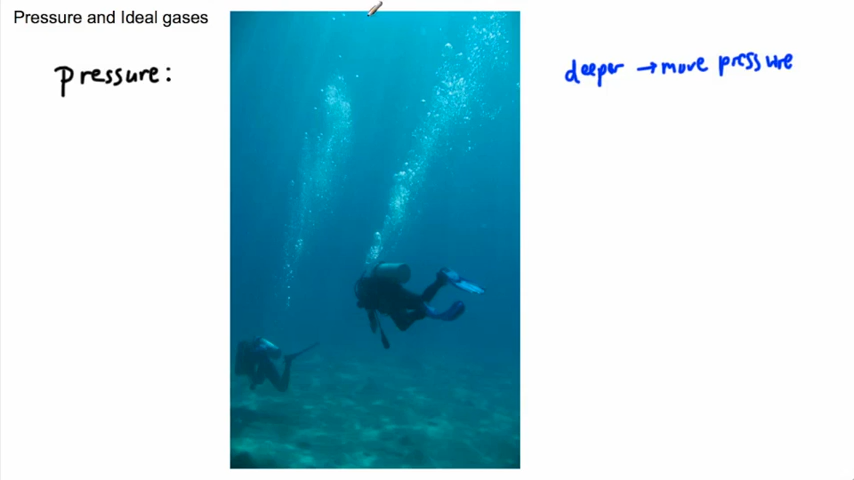 Pressure and Ideal gases
pressure:
deeper → more pressure